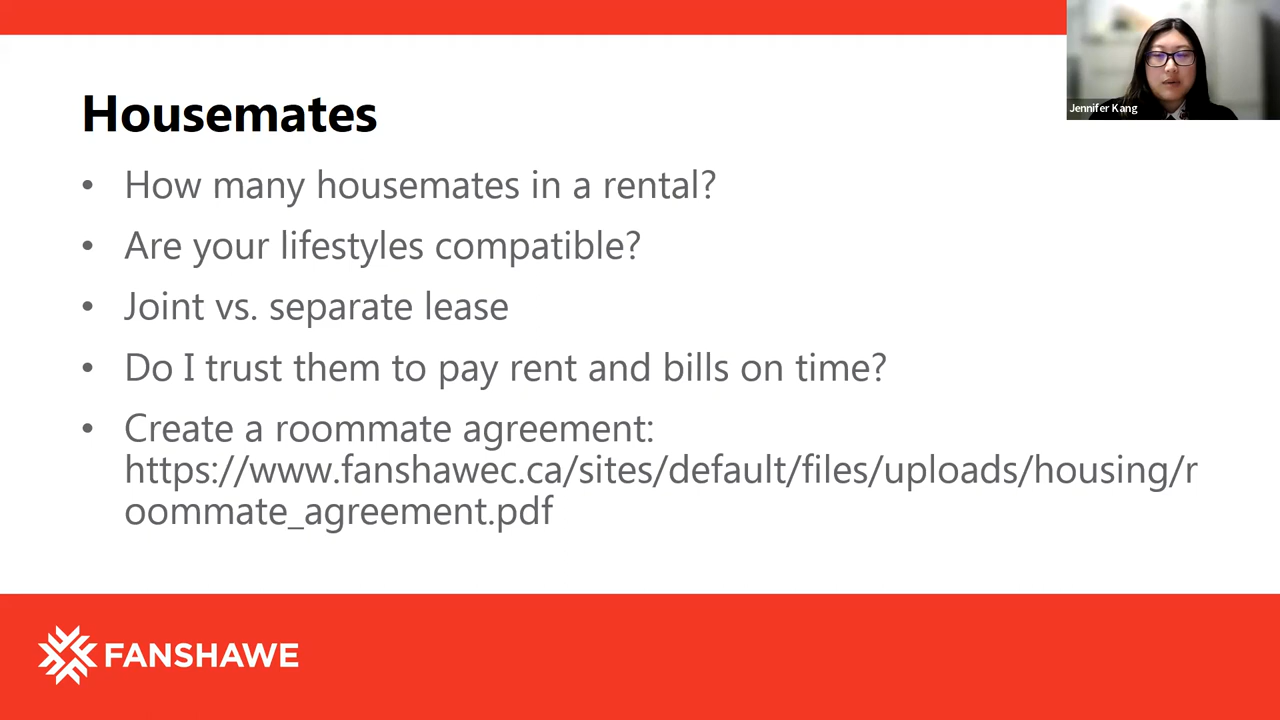 Jennifer Kang
Housemates
• How many housemates in a rental?
• Are your lifestyles compatible?
• Joint vs. separate lease
• Do I trust them to pay rent and bills on time?
• Create a roommate agreement:
https://www.fanshawec.ca/sites/default/files/uploads/housing/r
oommate_agreement.pdf
FANSHAWE